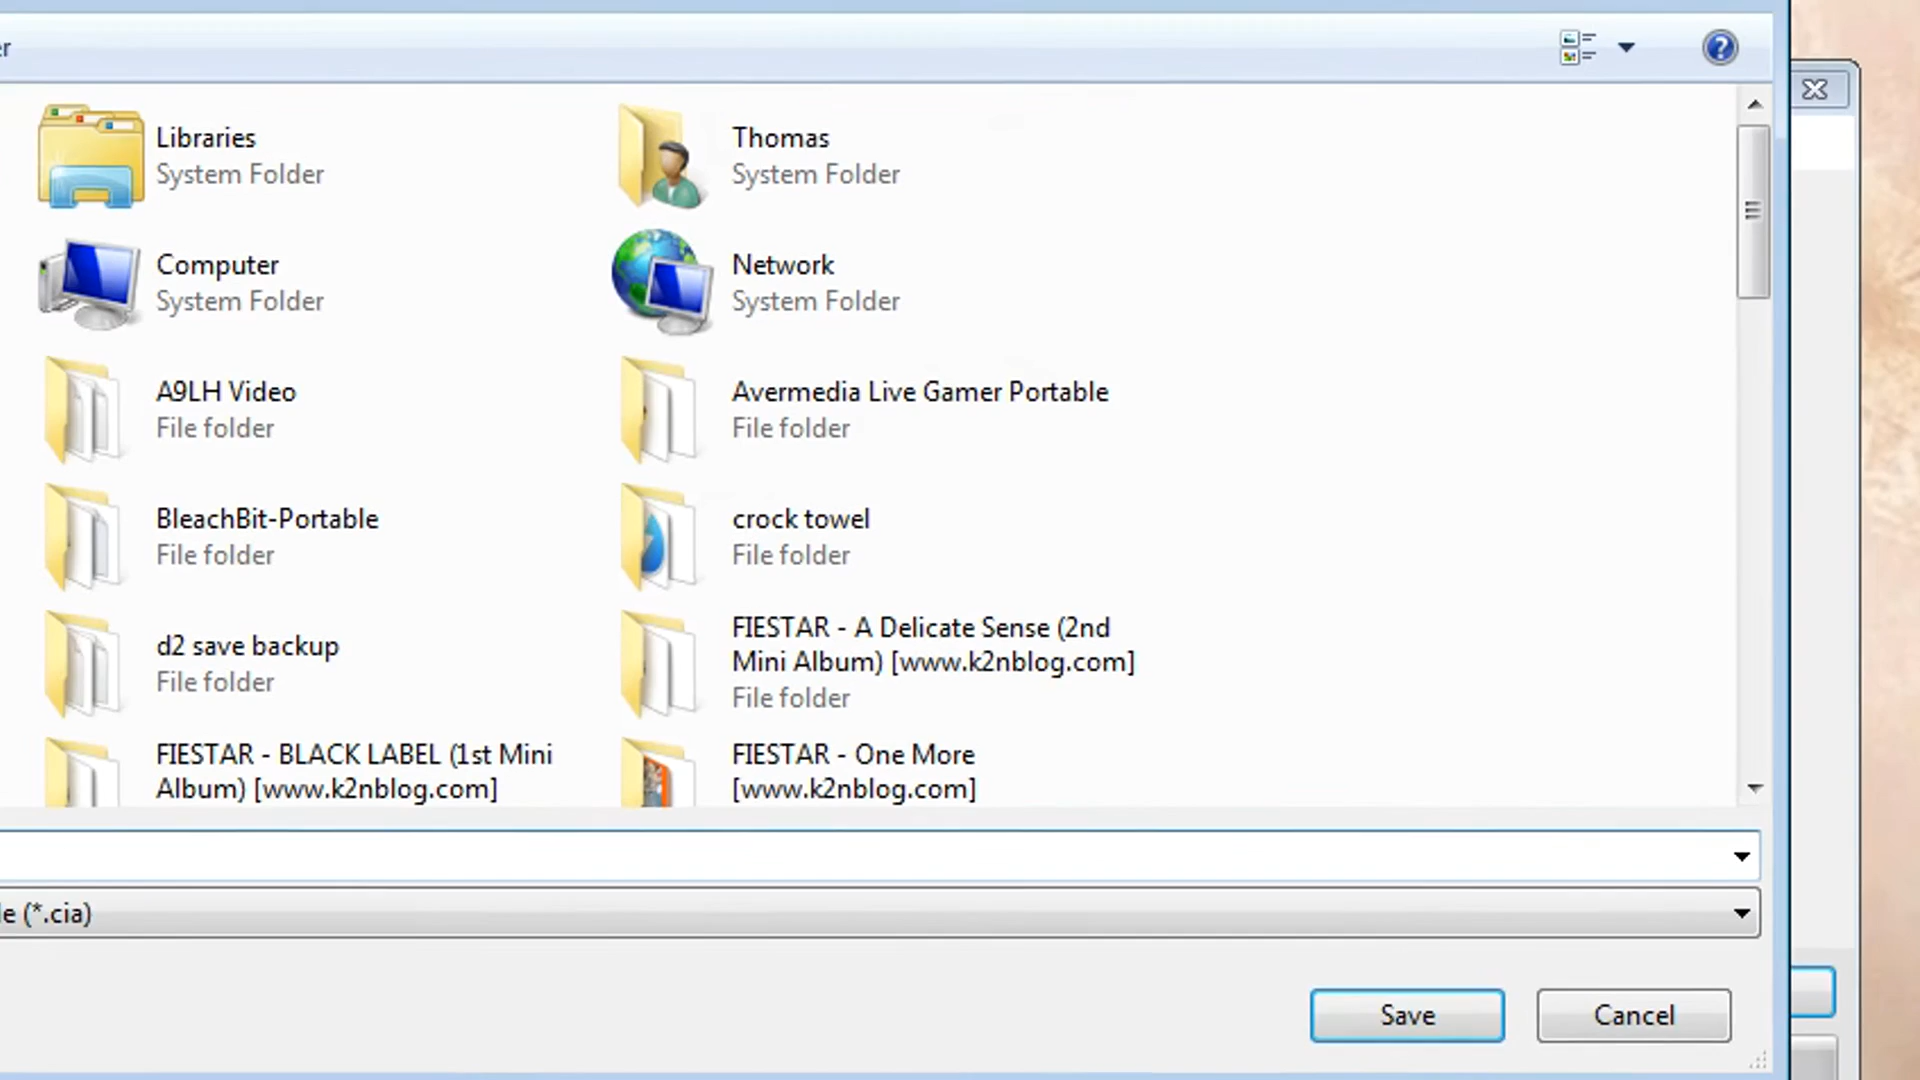 er
Libraries
System Folder
Thomas
System Folder
Computer
System Folder
Network
System Folder
A9LH Video
File folder
Avermedia Live Gamer Portable
File folder
BleachBit-Portable
File folder
crock towel
File folder
d2 save backup
File folder
FIESTAR - A Delicate Sense (2nd
Mini Album) [www.k2nblog.com]
File folder
FIESTAR - BLACK LABEL (1st Mini
Album) [www.k2nblog.com]
FIESTAR - One More
[www.k2nblog.com]
le (*.cia)
Save
Cancel